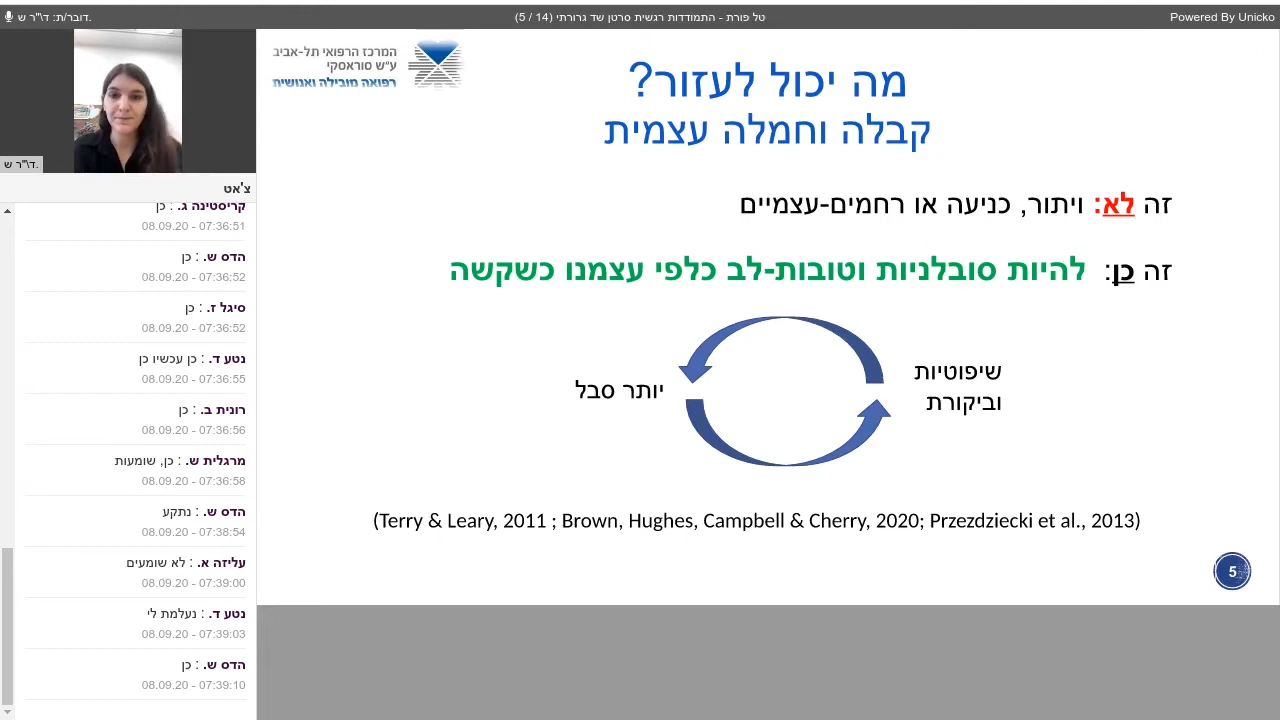 דובר/ת: ד\"ר ש.
טל פורת - התמודדות רגשית סרטן שד גרורתי (14 / 5)
Powered By Unicko
ד\"ר ש.
צ'אט
קריסטינה ג. : כן
08.09.20 - 07:36:51
הדס ש. : כן
08.09.20 - 07:36:52
סיגל ז. : כן
08.09.20 - 07:36:52
נטע ד. : כן עכשיו כן
08.09.20 - 07:36:55
רונית ב. : כן
08.09.20 - 07:36:56
מרגלית ש. : כן, שומעות
08.09.20 - 07:36:58
הדס ש. : נתקע
08.09.20 - 07:38:54
עליזה א. : לא שומעים
08.09.20 - 07:39:00
נטע ד. : נעלמת לי
08.09.20 - 07:39:03
הדס ש. : כן
08.09.20 - 07:39:10
המרכז הרפואי תל-אביב
ע"ש סוראסקי
רפואה מובילה ואנושית
מה יכול לעזור?
קבלה וחמלה עצמית
זה לא: ויתור, כניעה או רחמים-עצמיים
זה כן: להיות סובלניות וטובות-לב כלפי עצמנו כשקשה
שיפוטיות
וביקורת
יותר סבל
(Terry & Leary, 2011 ; Brown, Hughes, Campbell & Cherry, 2020; Przezdziecki et al., 2013)
5